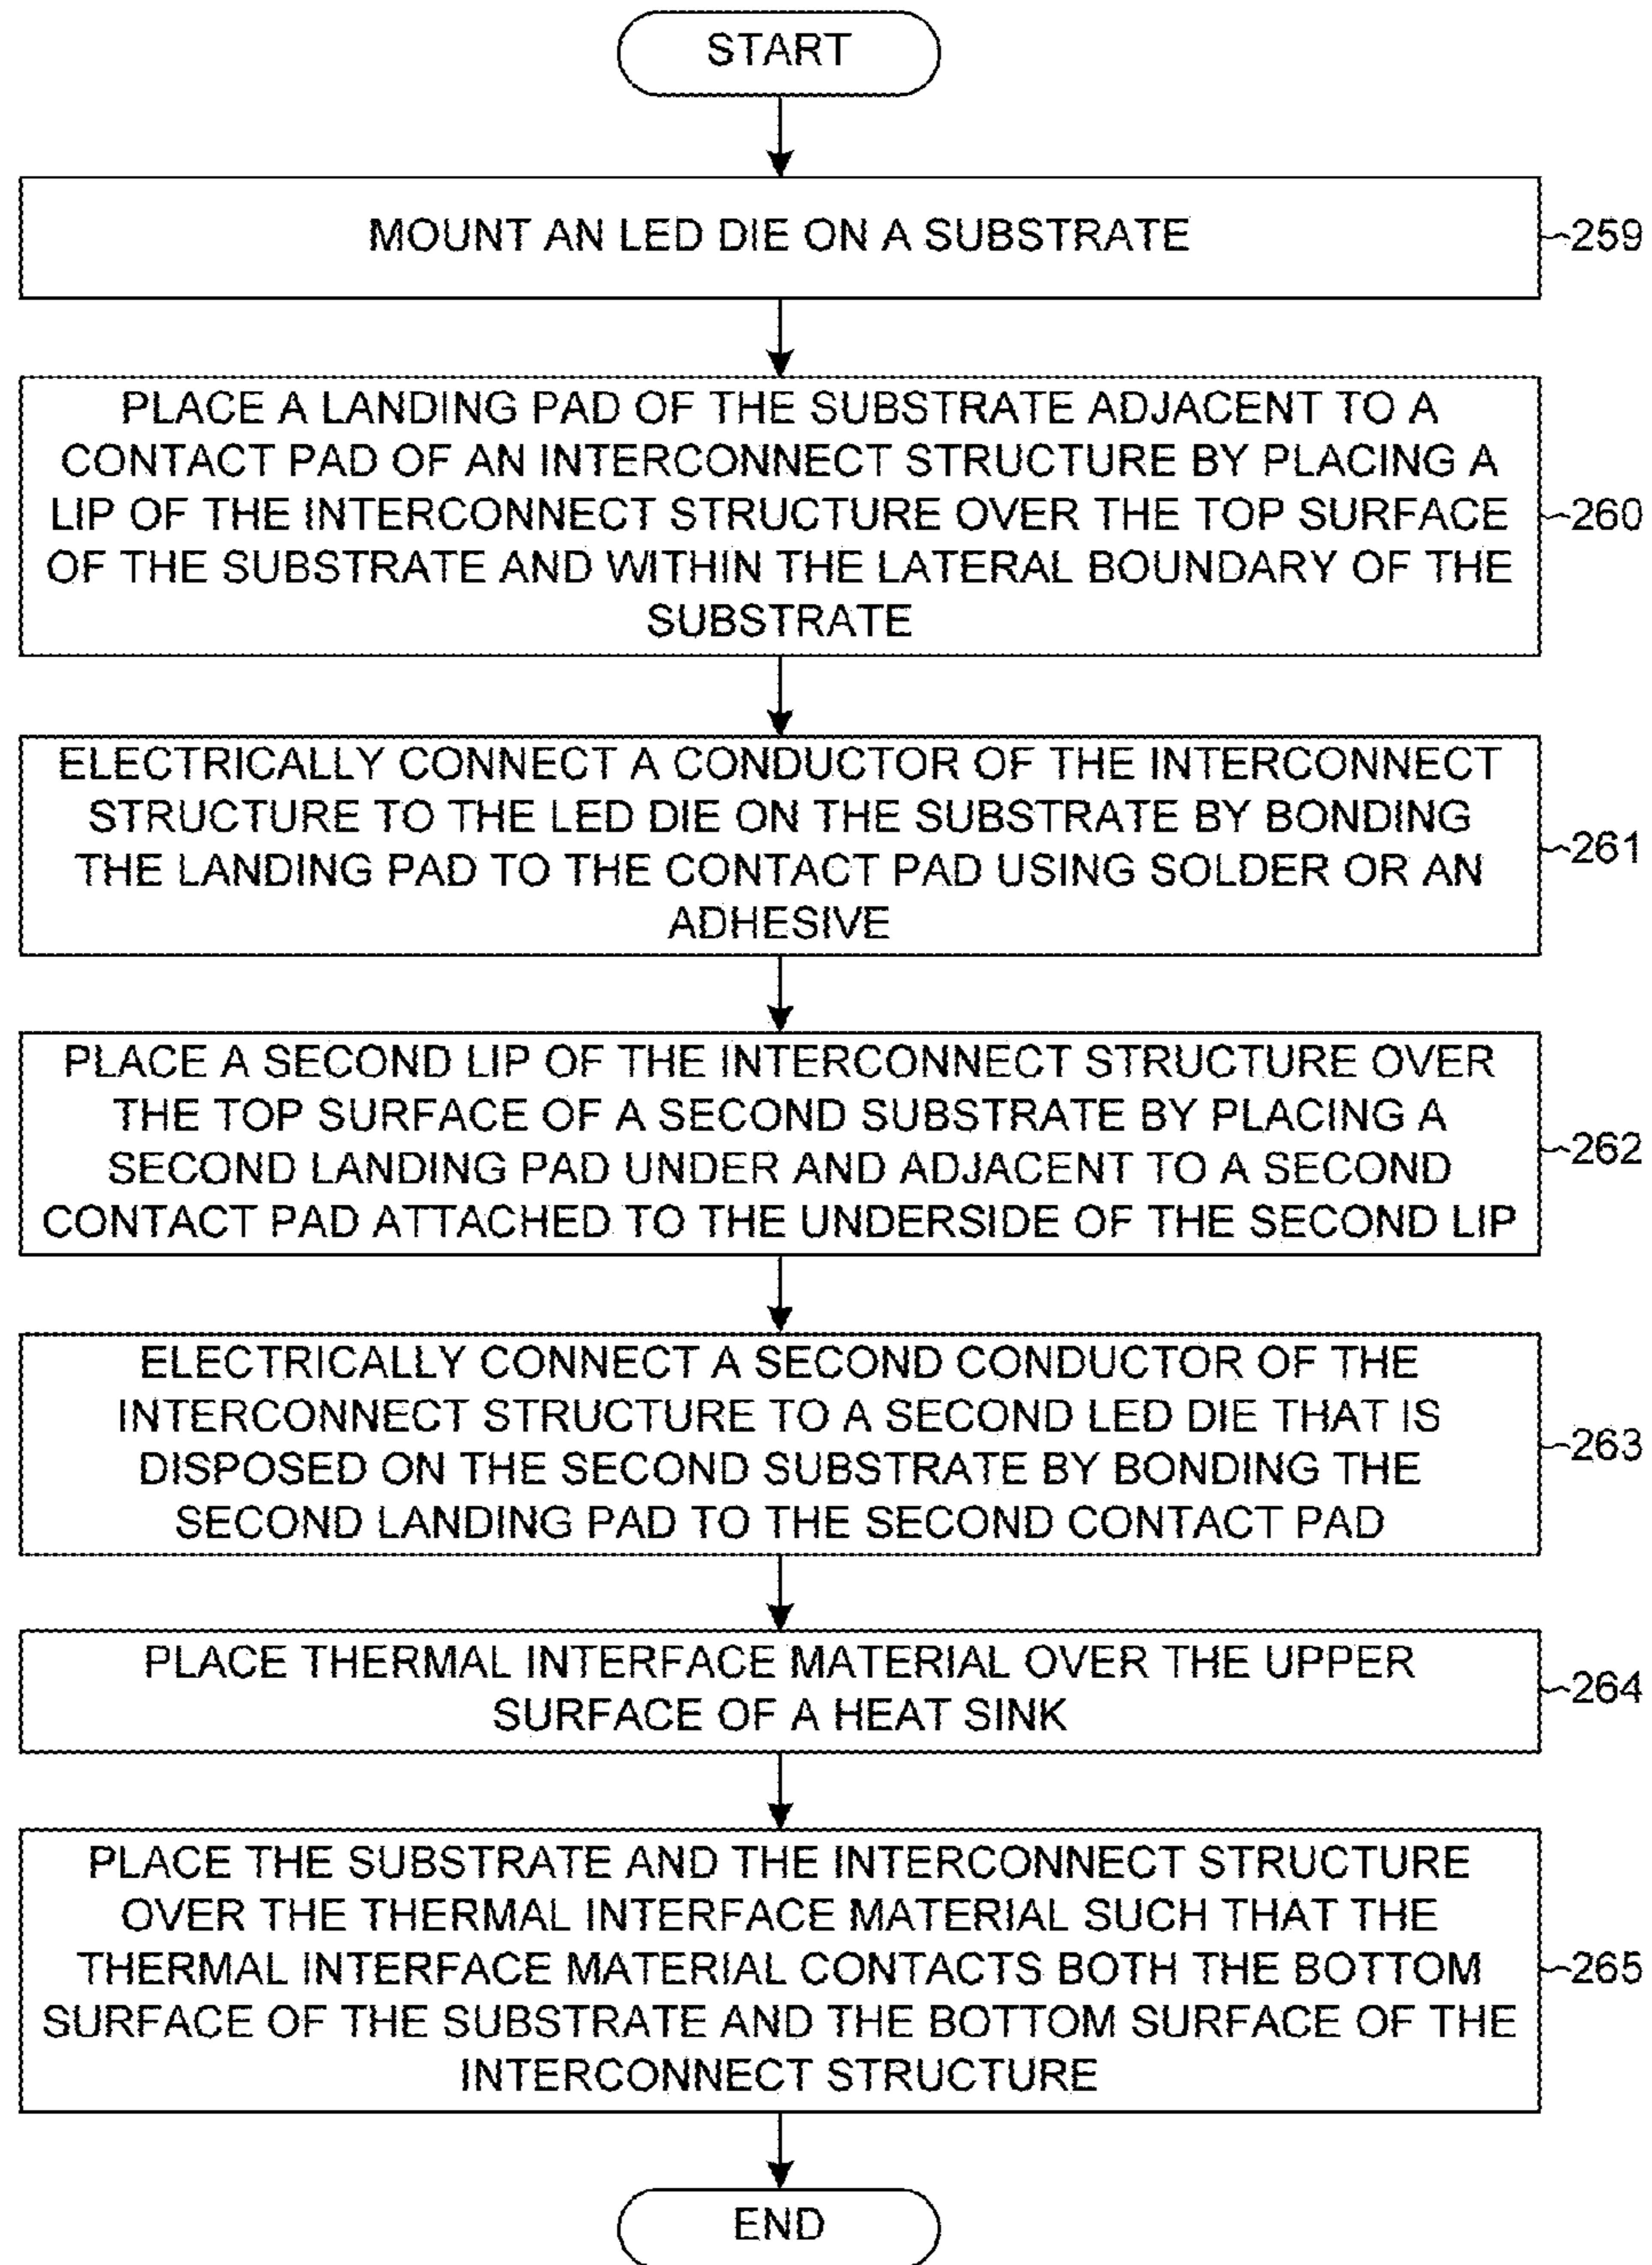 START
MOUNT AN LED DIE ON A SUBSTRATE
259
PLACE A LANDING PAD OF THE SUBSTRATE ADJACENT TO A
CONTACT PAD OF AN INTERCONNECT STRUCTURE BY PLACING A
LIP OF THE INTERCONNECT STRUCTURE OVER THE TOP SURFACE
OF THE SUBSTRATE AND WITHIN THE LATERAL BOUNDARY OF THE
SUBSTRATE
260
ELECTRICALLY CONNECT A CONDUCTOR OF THE INTERCONNECT
STRUCTURE TO THE LED DIE ON THE SUBSTRATE BY BONDING
THE LANDING PAD TO THE CONTACT PAD USING SOLDER OR AN
ADHESIVE
261
PLACE A SECOND LIP OF THE INTERCONNECT STRUCTURE OVER
THE TOP SURFACE OF A SECOND SUBSTRATE BY PLACING A
SECOND LANDING PAD UNDER AND ADJACENT TO A SECOND
CONTACT PAD ATTACHED TO THE UNDERSIDE OF THE SECOND LIP
262
ELECTRICALLY CONNECT A SECOND CONDUCTOR OF THE
INTERCONNECT STRUCTURE TO A SECOND LED DIE THAT IS
DISPOSED ON THE SECOND SUBSTRATE BY BONDING THE
SECOND LANDING PAD TO THE SECOND CONTACT PAD
263
PLACE THERMAL INTERFACE MATERIAL OVER THE UPPER
SURFACE OF A HEAT SINK
264
PLACE THE SUBSTRATE AND THE INTERCONNECT STRUCTURE
OVER THE THERMAL INTERFACE MATERIAL SUCH THAT THE
THERMAL INTERFACE MATERIAL CONTACTS BOTH THE BOTTOM
SURFACE OF THE SUBSTRATE AND THE BOTTOM SURFACE OF THE
INTERCONNECT STRUCTURE
265
END